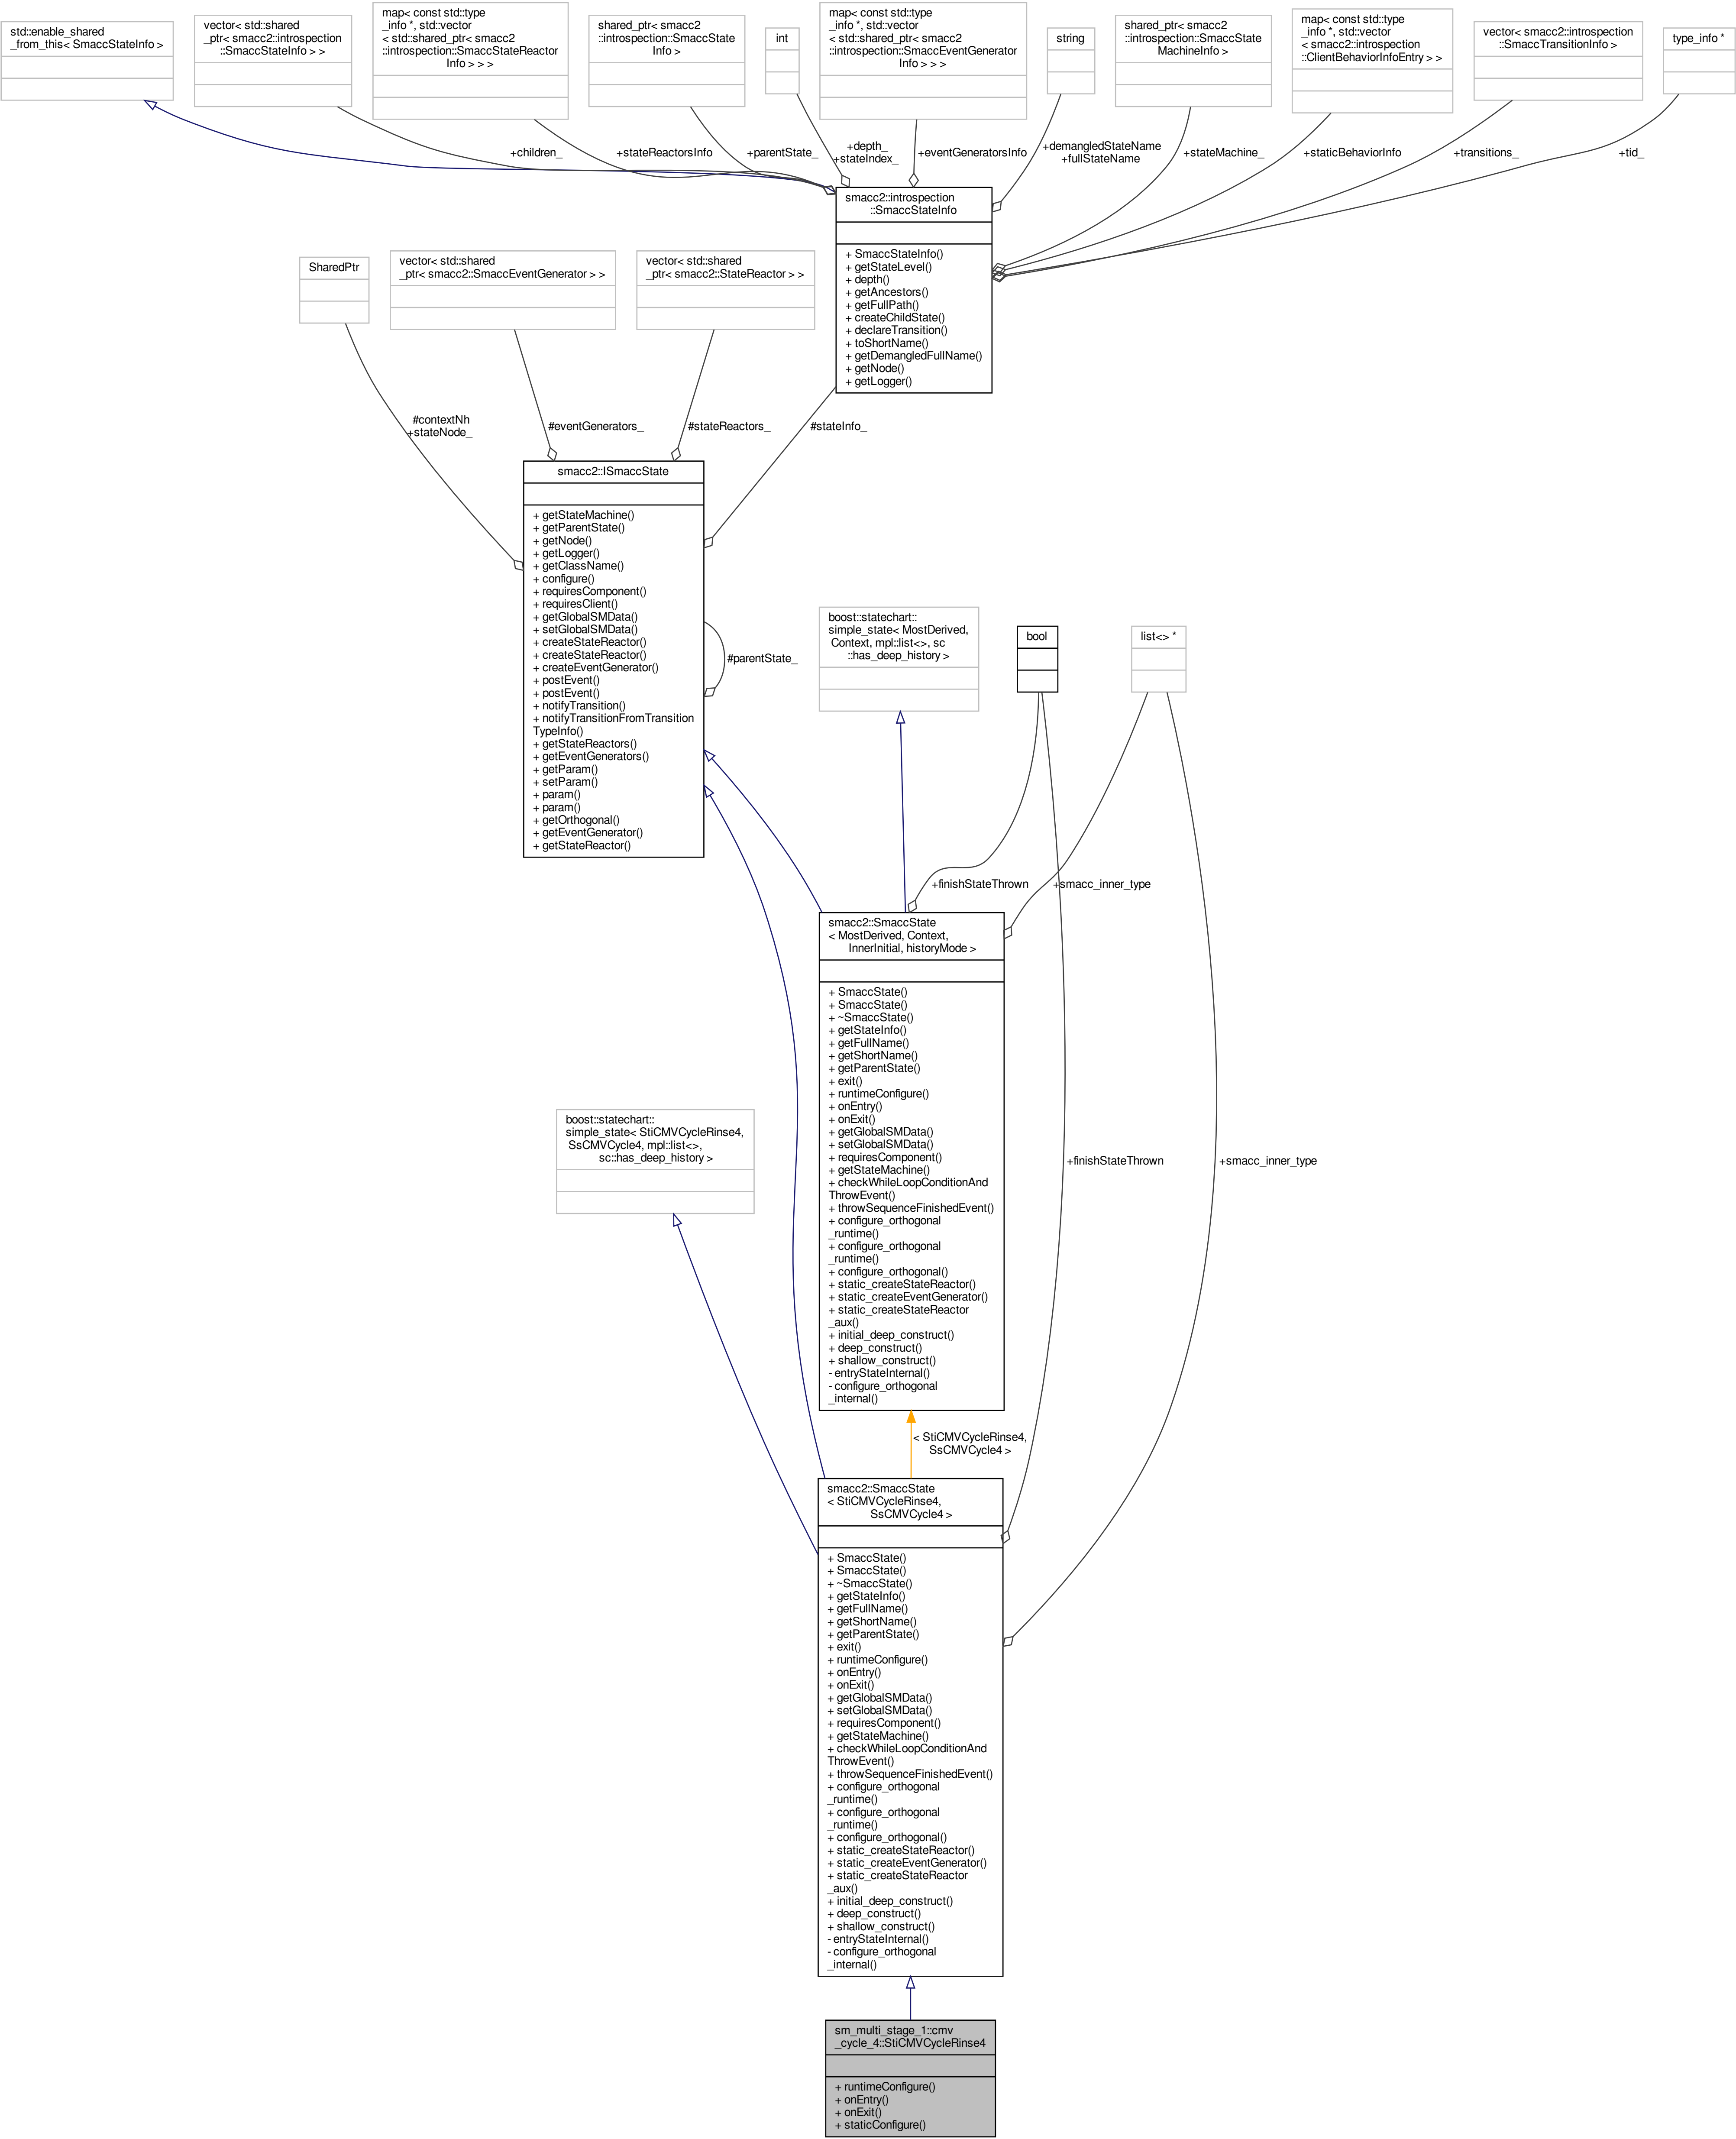 std::enable_shared
_from_this< SmaccStateInfo >
vector< std::shared
_ptr< smacc2::introspection
::SmaccStateInfo > >
map< const std::type
_info *, std::vector
< std::shared_ptr< smacc2
::introspection::SmaccStateReactor
Info > > >
shared_ptr< smacc2
::introspection::SmaccState
Info >
int
map< const std::type
_info *, std::vector
< std::shared_ptr< smacc2
::introspection::SmaccEventGenerator
Info > > >
string
shared_ptr< smacc2
::introspection::SmaccState
MachineInfo >
map< const std::type
_info *, std::vector
< smacc2::introspection
::ClientBehaviorInfoEntry > >
vector< smacc2::introspection
::SmaccTransitionInfo >
type_info *
+children_
+stateReactorsInfo
+parentState_
+depth_
+stateIndex_
+eventGeneratorsInfo
+demangledStateName
+fullStateName
+stateMachine_
+staticBehaviorInfo
+transitions_
+tid_
smacc2::introspection
::SmaccStateInfo
+ SmaccStateInfo()
+ getStateLevel()
+ depth()
+ getAncestors()
+ getFullPath()
+ createChildState()
+ declareTransition()
+ toShortName()
+ getDemangledFullName()
+ getNode()
+ getLogger()
SharedPtr
vector< std::shared
_ptr< smacc2::SmaccEventGenerator > >
vector< std::shared
_ptr< smacc2::StateReactor > >
#contextNh
+stateNode_
#eventGenerators_
#stateReactors_
#stateInfo_
smacc2::ISmaccState
+ getStateMachine()
+ getParentState()
+ getNode()
+ getLogger()
+ getClassName()
+ configure()
+ requiresComponent()
+ requiresClient()
+ getGlobalSMData()
+ setGlobalSMData()
+ createStateReactor()
+ createStateReactor()
+ createEventGenerator()
+ postEvent()
+ postEvent()
+ notifyTransition()
+ notifyTransitionFromTransition
TypeInfo()
+ getStateReactors()
+ getEventGenerators()
+ getParam()
+ setParam()
+ param()
+ param()
+ getOrthogonal()
+ getEventGenerator()
+ getStateReactor()
#parentState_
boost::statechart::
simple_state< MostDerived,
Context, mpl::list<>, sc
::has_deep_history >
bool
list<> *
+finishStateThrown
+smacc_inner_type
smacc2::SmaccState
< MostDerived, Context,
InnerInitial, historyMode >
+ SmaccState()
+ SmaccState()
+ ~SmaccState()
+ getStateInfo()
+ getFullName()
+ getShortName()
+ getParentState()
+ exit()
+ runtimeConfigure()
+ onEntry()
+ onExit()
+ getGlobalSMData()
+ setGlobalSMData()
+ requiresComponent()
+ getStateMachine()
+ checkWhileLoopConditionAnd
ThrowEvent()
+ throwSequenceFinishedEvent()
+ configure_orthogonal
_runtime()
+ configure_orthogonal
_runtime()
+ configure_orthogonal()
+ static_createStateReactor()
+ static_createEventGenerator()
+ static_createStateReactor
_aux()
+ initial_deep_construct()
+ deep_construct()
+ shallow_construct()
- entryStateInternal()
- configure_orthogonal
_internal()
boost::statechart::
simple_state< StiCMVCycleRinse4,
SsCMVCycle4, mpl::list<>,
sc::has_deep_history >
+finishStateThrown
+smacc_inner_type
< StiCMVCycleRinse4,
SsCMVCycle4 >
smacc2::SmaccState
< StiCMVCycleRinse4,
SsCMVCycle4 >
+ SmaccState()
+ SmaccState()
+ ~SmaccState()
+ getStateInfo()
+ getFullName()
+ getShortName()
+ getParentState()
+ exit()
+ runtimeConfigure()
+ onEntry()
+ onExit()
+ getGlobalSMData()
+ setGlobalSMData()
+ requiresComponent()
+ getStateMachine()
+ checkWhileLoopConditionAnd
ThrowEvent()
+ throwSequenceFinishedEvent()
+ configure_orthogonal
_runtime()
+ configure_orthogonal
_runtime()
+ configure_orthogonal()
+ static_createStateReactor()
+ static_createEventGenerator()
+ static_createStateReactor
_aux()
+ initial_deep_construct()
+ deep_construct()
+ shallow_construct()
- entryStateInternal()
- configure_orthogonal
_internal()
sm_multi_stage_1::cmv
_cycle_4::StiCMVCycleRinse4
+ runtimeConfigure()
+ onEntry()
+ onExit()
+ staticConfigure()